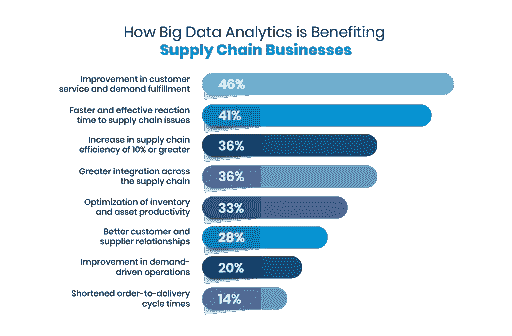 How Big Data Analytics is Benefiting
Supply Chain Businesses
Improvement in customer
service and demand fulfillment
46%
Faster and effective reaction
time to supply chain issues
41%
Increase in supply chain
efficiency of 10% or greater
36%
Greater integration across
the supply chain
36%
Optimization of inventory
and asset productivity
33%
Better customer and
supplier relationships
28%
Improvement in demand-
driven operations
20%
Shortened order-to-delivery
cycle times
14%